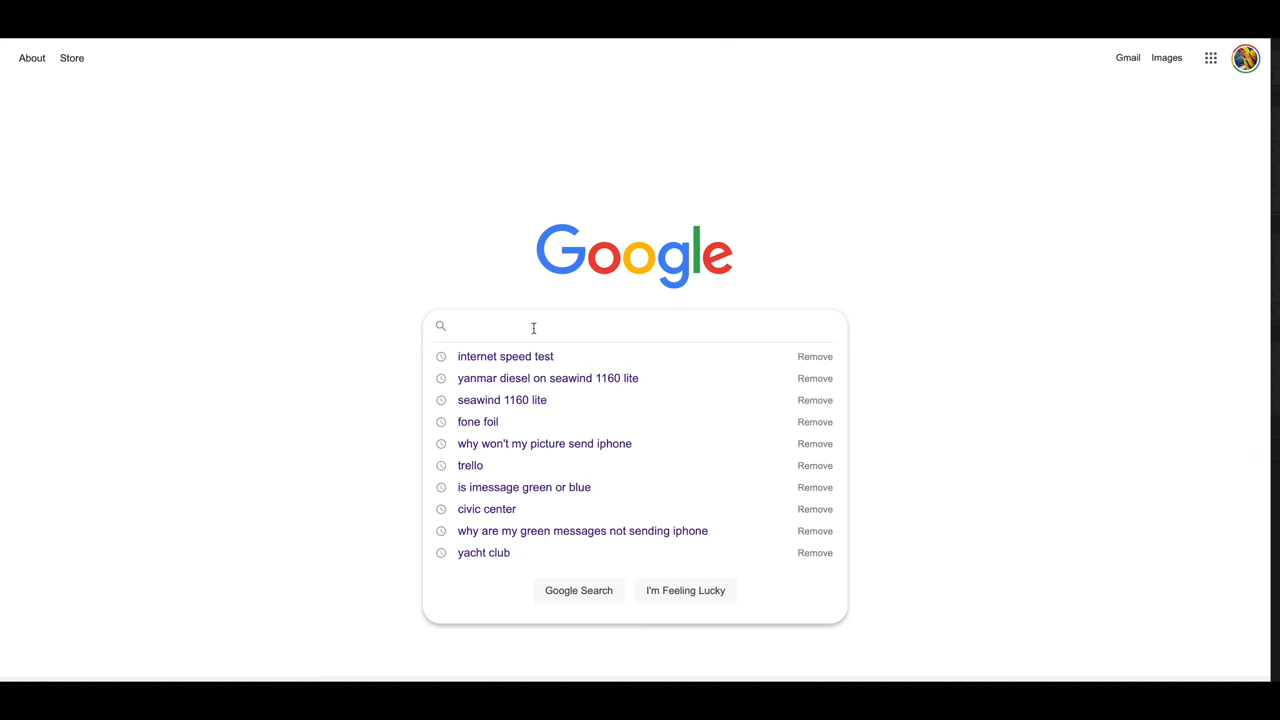 About Store
Gmail Images
Google
internet speed test Remove
yanmar diesel on seawind 1160 lite Remove
seawind 1160 lite Remove
fone foil Remove
why won't my picture send iphone Remove
trello Remove
is imessage green or blue Remove
civic center Remove
why are my green messages not sending iphone Remove
yacht club Remove
Google Search I'm Feeling Lucky